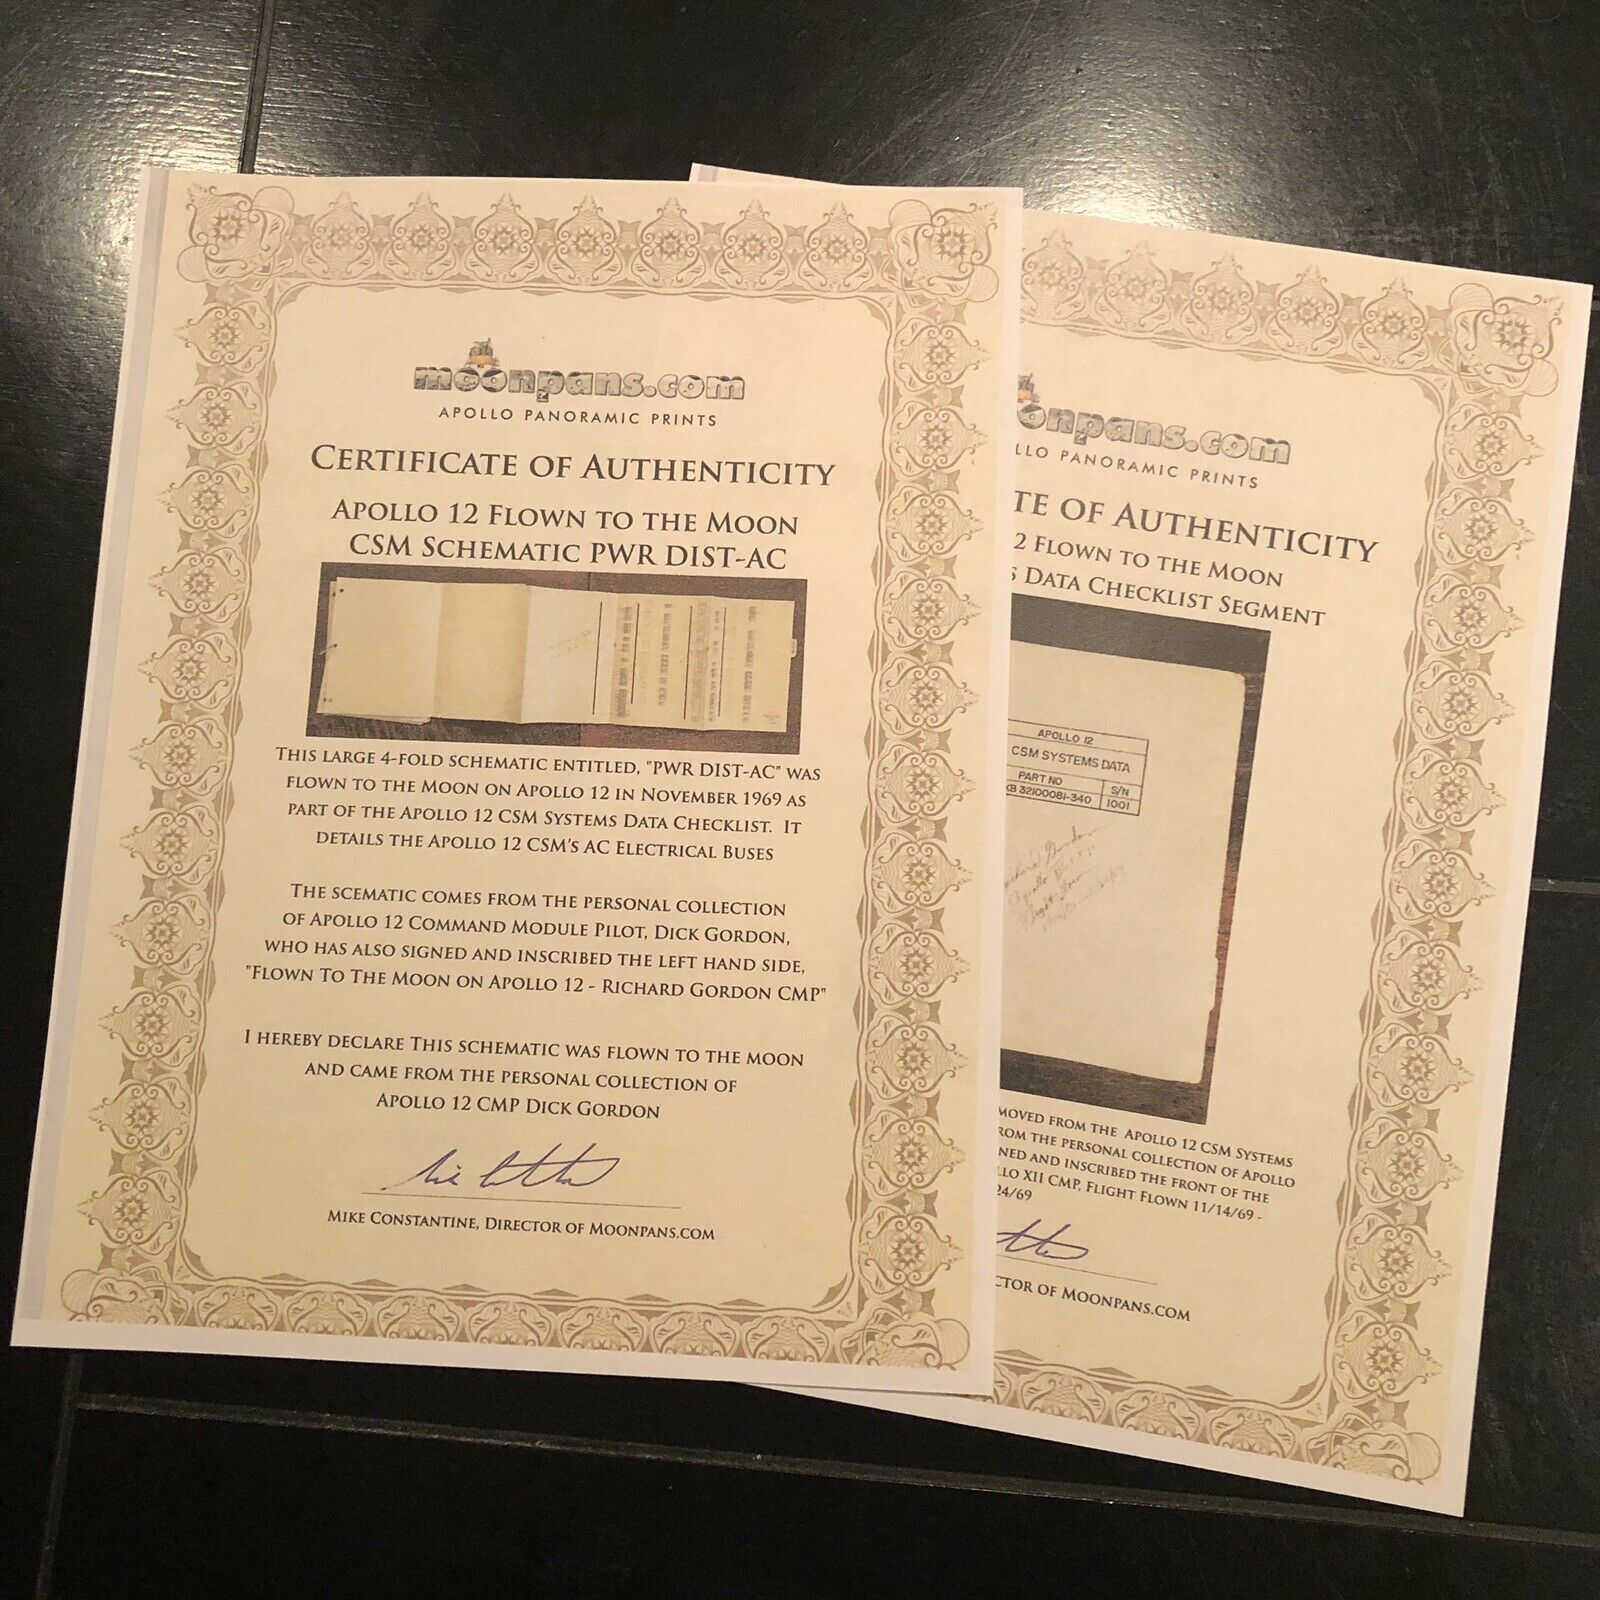 moonpans.com
APOLLO PANORAMIC PRINTS
CERTIFICATE OF AUTHENTICITY
APOLLO 12 FLOWN TO THE MOON
CSM SCHEMATIC PWR DIST-AC
THIS LARGE 4-FOLD SCHEMATIC ENTITLED, "PWR DIST-AC" WAS
FLOWN TO THE MOON ON APOLLO 12 IN NOVEMBER 1969 AS
PART OF THE APOLLO 12 CSM SYSTEMS DATA CHECKLIST. IT
DETAILS THE APOLLO 12 CSM'S AC ELECTRICAL BUSES
THE SCEMATIC COMES FROM THE PERSONAL COLLECTION
OF APOLLO 12 COMMAND MODULE PILOT, DICK GORDON,
WHO HAS ALSO SIGNED AND INSCRIBED THE LEFT HAND SIDE,
"FLOWN TO THE MOON ON APOLLO 12 - RICHARD GORDON CMP"
I HEREBY DECLARE THIS SCHEMATIC WAS FLOWN TO THE MOON
AND CAME FROM THE PERSONAL COLLECTION OF
APOLLO 12 CMP DICK GORDON
MIKE CONSTANTINE, DIRECTOR OF MOONPANS.COM
onpans.com
LLO PANORAMIC PRINTS
TE OF AUTHENTICITY
2 FLOWN TO THE MOON
S DATA CHECKLIST SEGMENT
APOLLO 12
CSM SYSTEMS DATA
PART NO S/N
KB 32100081-340 1001
MOVED FROM THE APOLLO 12 CSM SYSTEMS
ROM THE PERSONAL COLLECTION OF APOLLO
NED AND INSCRIBED THE FRONT OF THE
LLO XII CMP, FLIGHT FLOWN 11/14/69 -
24/69
CTOR OF MOONPANS.COM